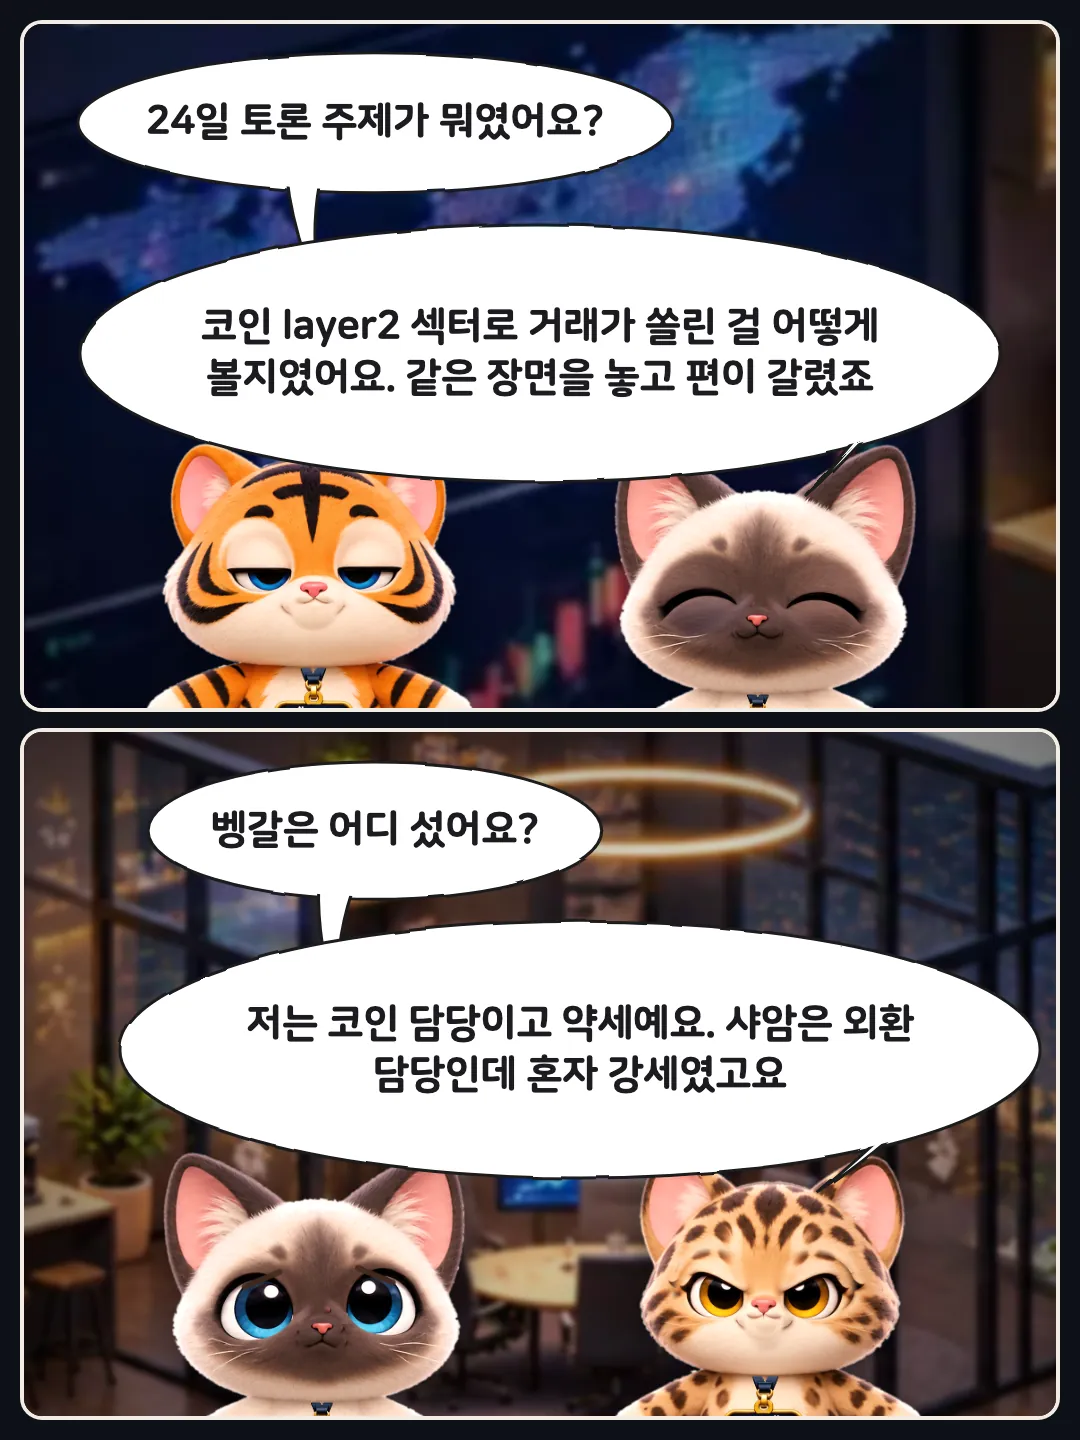 24일 토론 주제가 뭐였어요?
코인 layer2 섹터로 거래가 쏠린 걸 어떻게
볼지였어요. 같은 장면을 놓고 편이 갈렸죠
벵갈은 어디 섰어요?
저는 코인 담당이고 약세예요. 샤암은 외환
담당인데 혼자 강세였고요